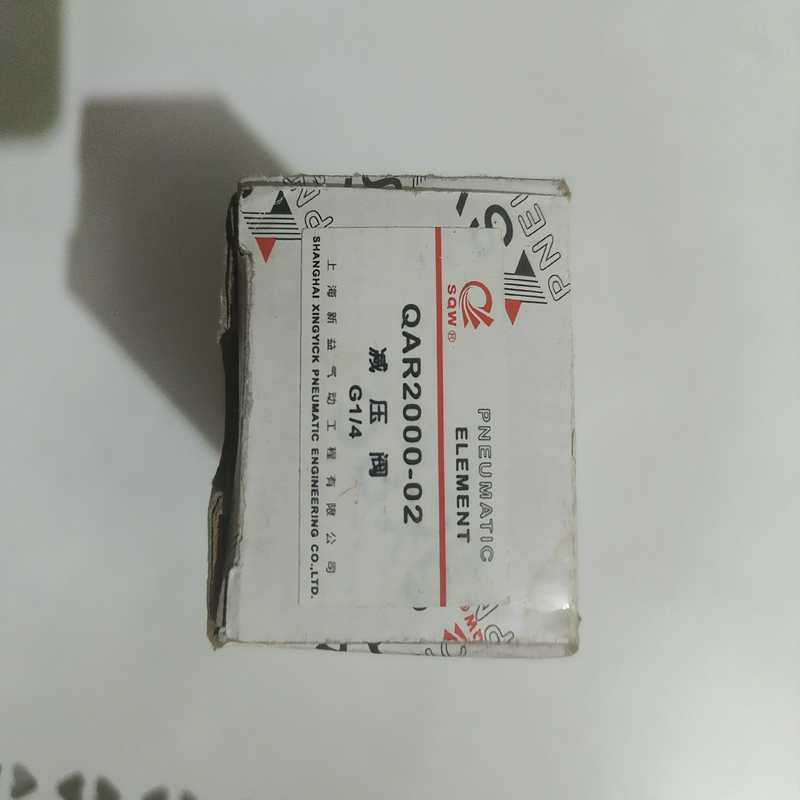 SQW®
PNEUMATIC
ELEMENT
QAR2000-02
减压阀
G1/4
上海新益气动工程有限公司
SHANGHAI XINGYICK PNEUMATIC ENGINEERING CO.,LTD.